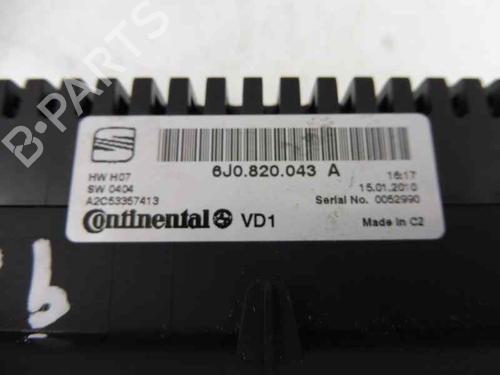 B-PARTS
6J0.820.043 A
HW H07
16:17
SW 0404
15.01.2010
A2C53357413
Serial No. 0052990
Continental VD1
Made in C2